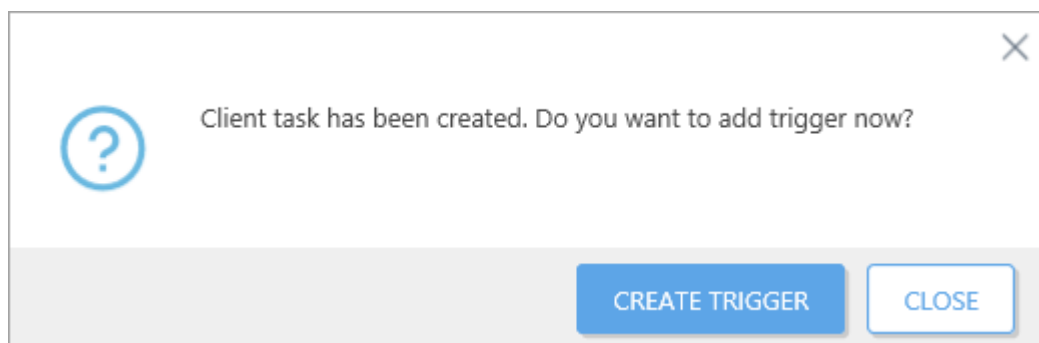 Client task has been created. Do you want to add trigger now?
CREATE TRIGGER
CLOSE